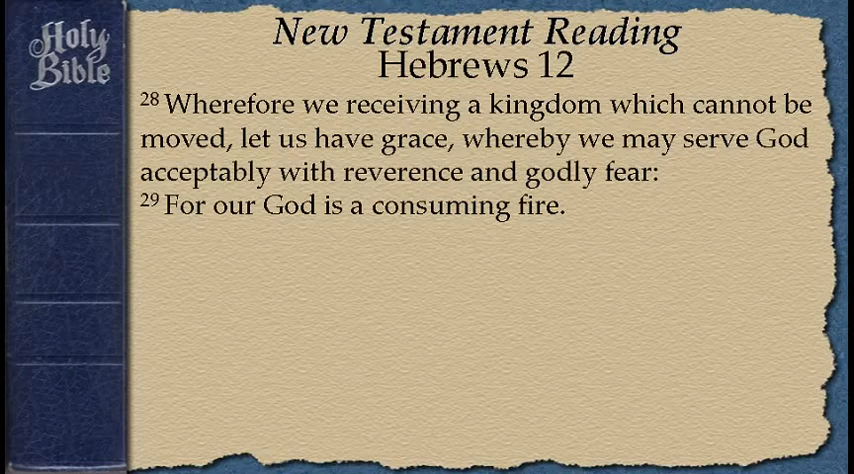 Holy
Bible
New Testament Reading
Hebrews 12
28 Wherefore we receiving a kingdom which cannot be
moved, let us have grace, whereby we may serve God
acceptably with reverence and godly fear:
29 For our God is a consuming fire.